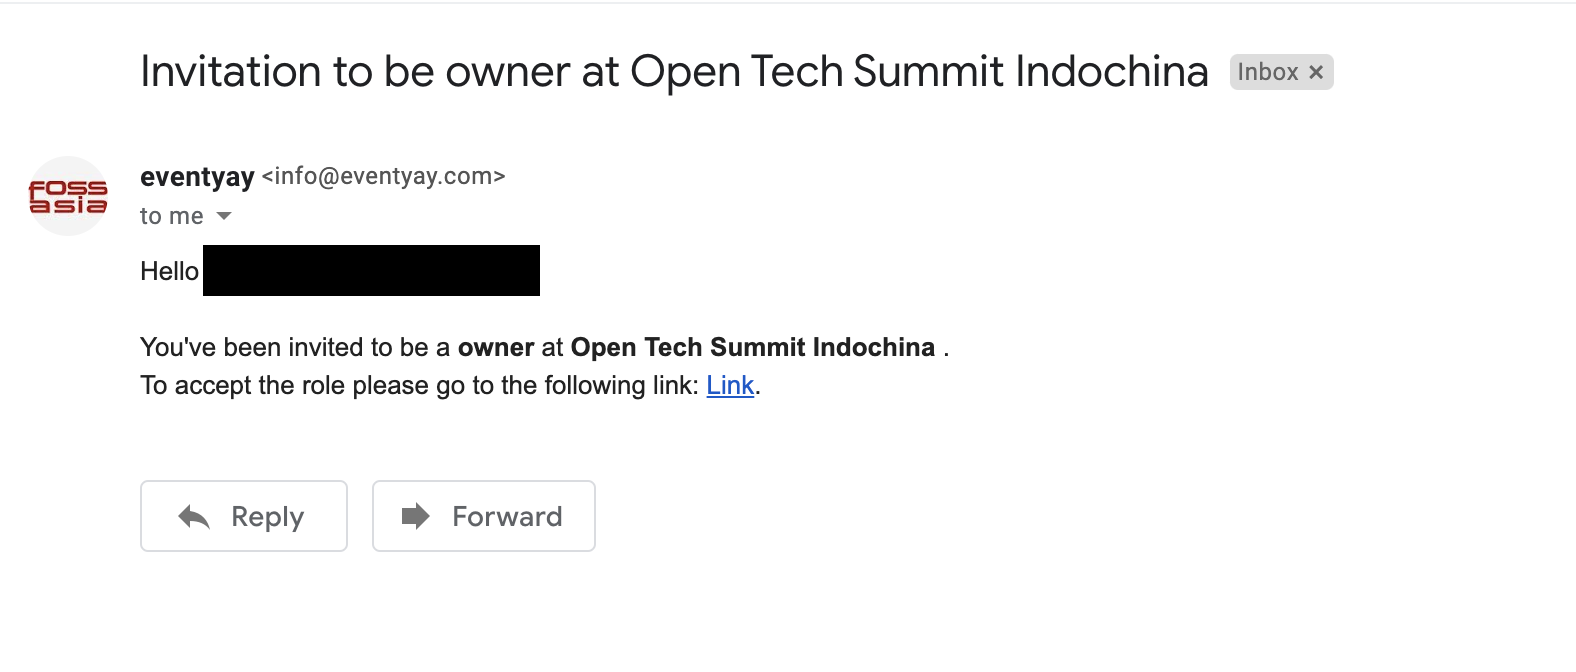 Invitation to be owner at Open Tech Summit Indochina Inbox ×
FOSS
asia
eventyay <info@eventyay.com>
to me
Hello
You've been invited to be a owner at Open Tech Summit Indochina .
To accept the role please go to the following link: Link.
Reply Forward